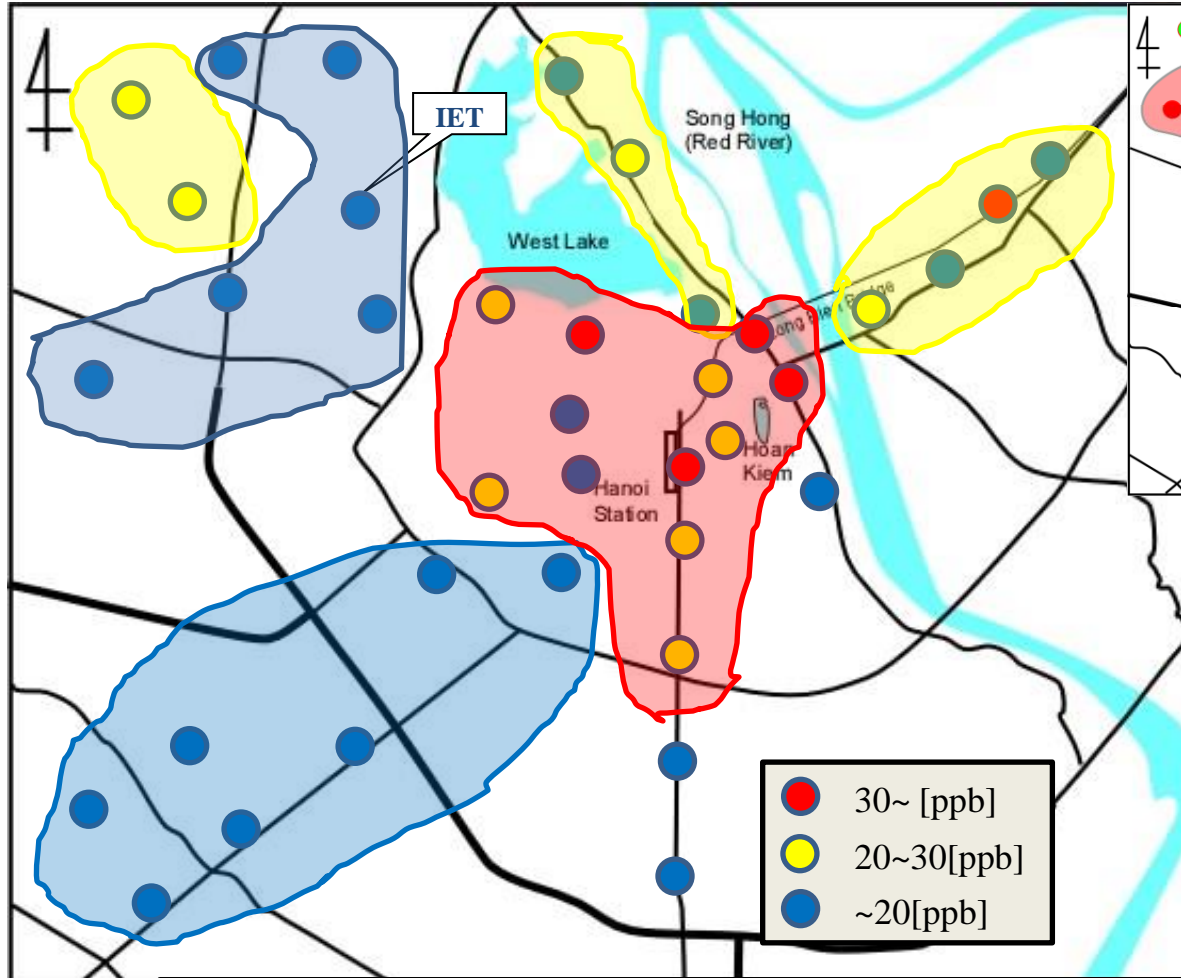 IET
Song Hong
(Red River)
West Lake
Hoan
Kiem
Hanoi
Station
30~ [ppb]
20~30[ppb]
~20[ppb]